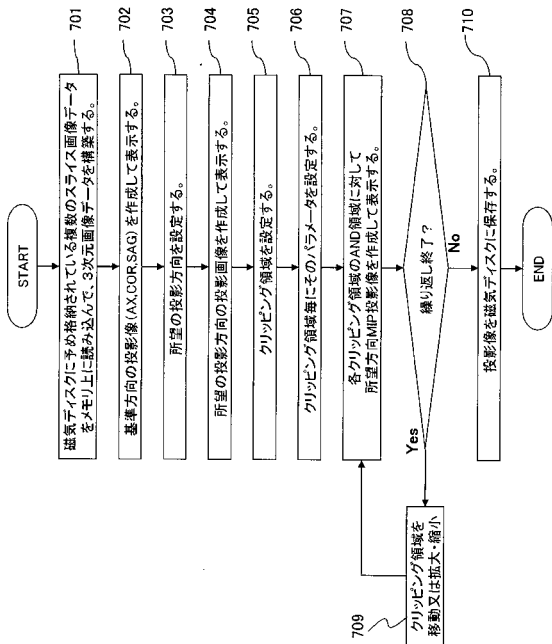 START
701
磁気ディスクに予め格納されている複数のスライス画像データ
をメモリ上に読み込んで、3次元画像データを構築する。
702
基準方向の投影像(AX,COR,SAG)を作成して表示する。
703
所望の投影方向を設定する。
704
所望の投影方向の投影画像を作成して表示する。
705
クリッピング領域を設定する。
706
クリッピング領域毎にそのパラメータを設定する。
707
各クリッピング領域のAND領域に対して
所望方向MIP投影像を作成して表示する。
708
繰り返し終了?
Yes
No
709
クリッピング領域を
移動又は拡大・縮小
710
投影像を磁気ディスクに保存する。
END